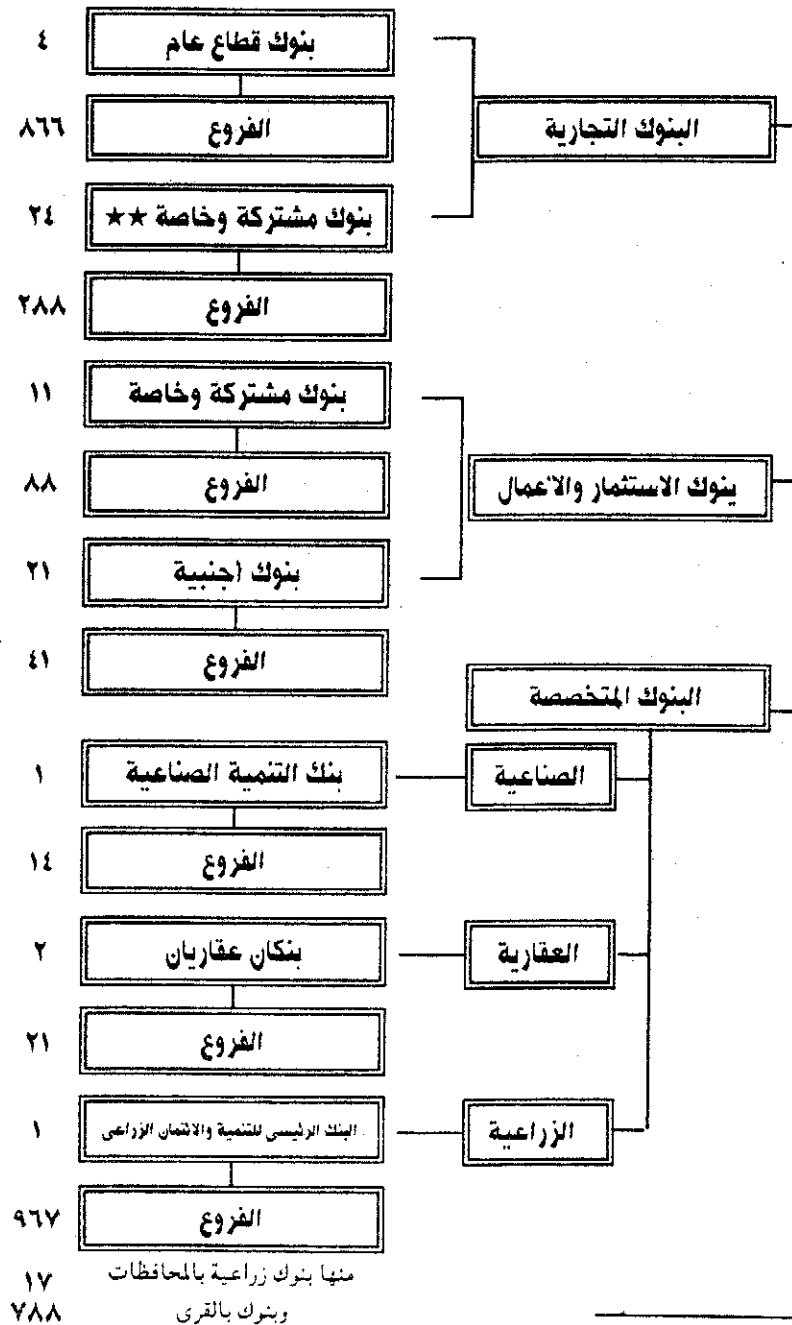 بنوك قطاع عام ٤
البنوك التجارية
الفروع ٨٦٦
بنوك مشتركة وخاصة ★★ ٢٤
الفروع ٢٨٨
بنوك مشتركة وخاصة ١١
بنوك الاستثمار والاعمال
الفروع ٨٨
بنوك اجنبية ٢١
الفروع ٤١
البنوك المتخصصة
الصناعية
بنك التنمية الصناعية ١
الفروع ١٤
العقارية
بنكان عقاريان ٢
الفروع ٢١
الزراعية
البنك الرئيسى للتنمية والائتمان الزراعى ١
الفروع ٩٦٧
منها بنوك زراعية بالمحافظات ١٧
وبنوك بالقرى ٧٨٨